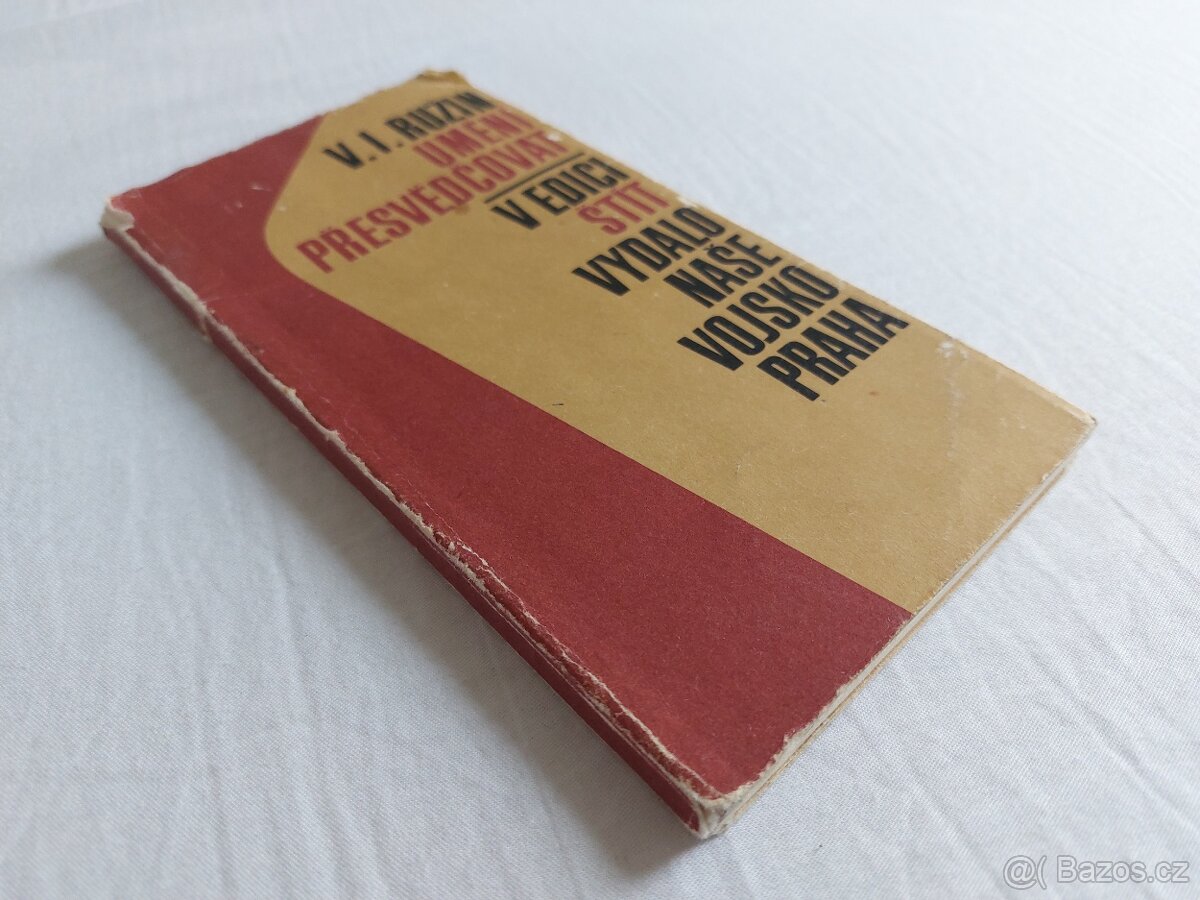 V. I. RUZIN
UMĚNÍ
PŘESVĚDČOVAT
V EDICI
ŠTÍT
VYDALO
NAŠE
VOJSKO
PRAHA
@( Bazos.cz